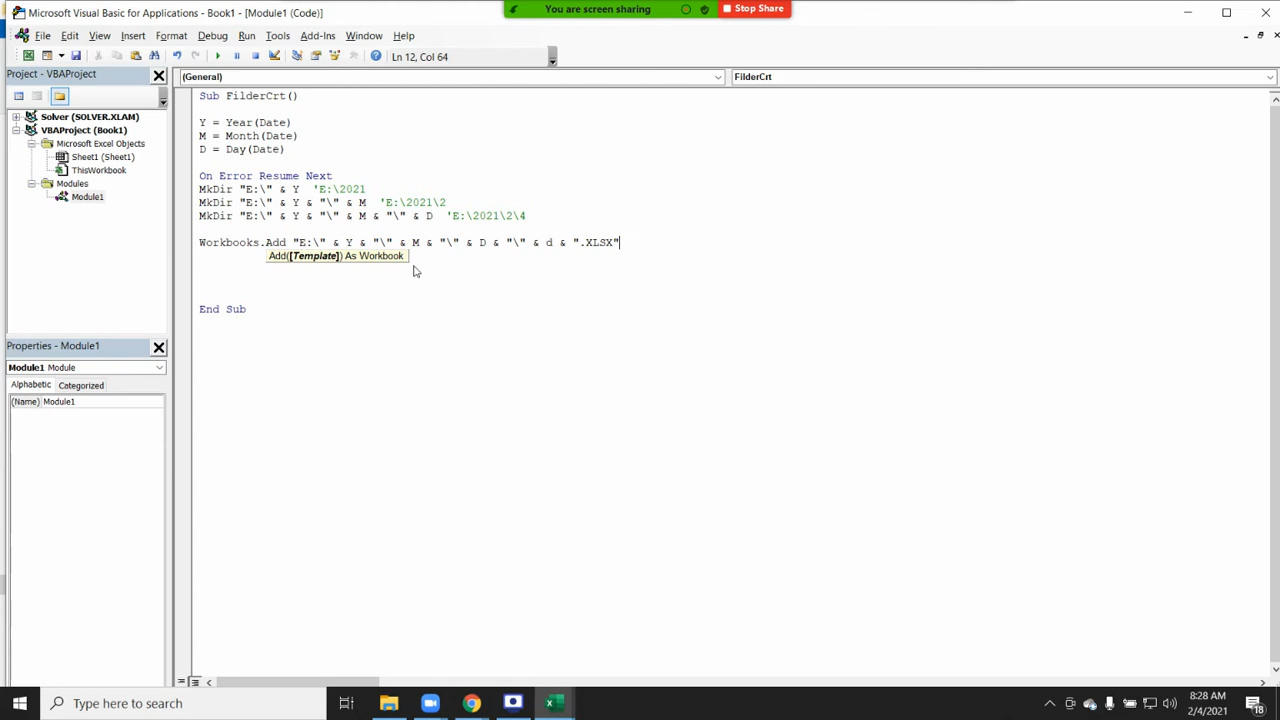 You are screen sharing
Stop Share
Microsoft Visual Basic for Applications - Book1 - [Module1 (Code)]
File Edit View Insert Format Debug Run Tools Add-Ins Window Help
Ln 12, Col 64
Project - VBAProject
(General)
FilderCrt
Solver (SOLVER.XLAM)
VBAProject (Book1)
Microsoft Excel Objects
Sheet1 (Sheet1)
ThisWorkbook
Modules
Module1
Sub FilderCrt()
Y = Year(Date)
M = Month(Date)
D = Day(Date)
On Error Resume Next
MkDir "E:\" & Y  'E:\2021
MkDir "E:\" & Y & "\" & M  'E:\2021\2
MkDir "E:\" & Y & "\" & M & "\" & D  'E:\2021\2\4
Workbooks.Add "E:\" & Y & "\" & M & "\" & D & "\" & d & ".XLSX"
Add([Template]) As Workbook
End Sub
Properties - Module1
Module1 Module
Alphabetic Categorized
(Name) Module1
Type here to search
8:28 AM
2/4/2021
18